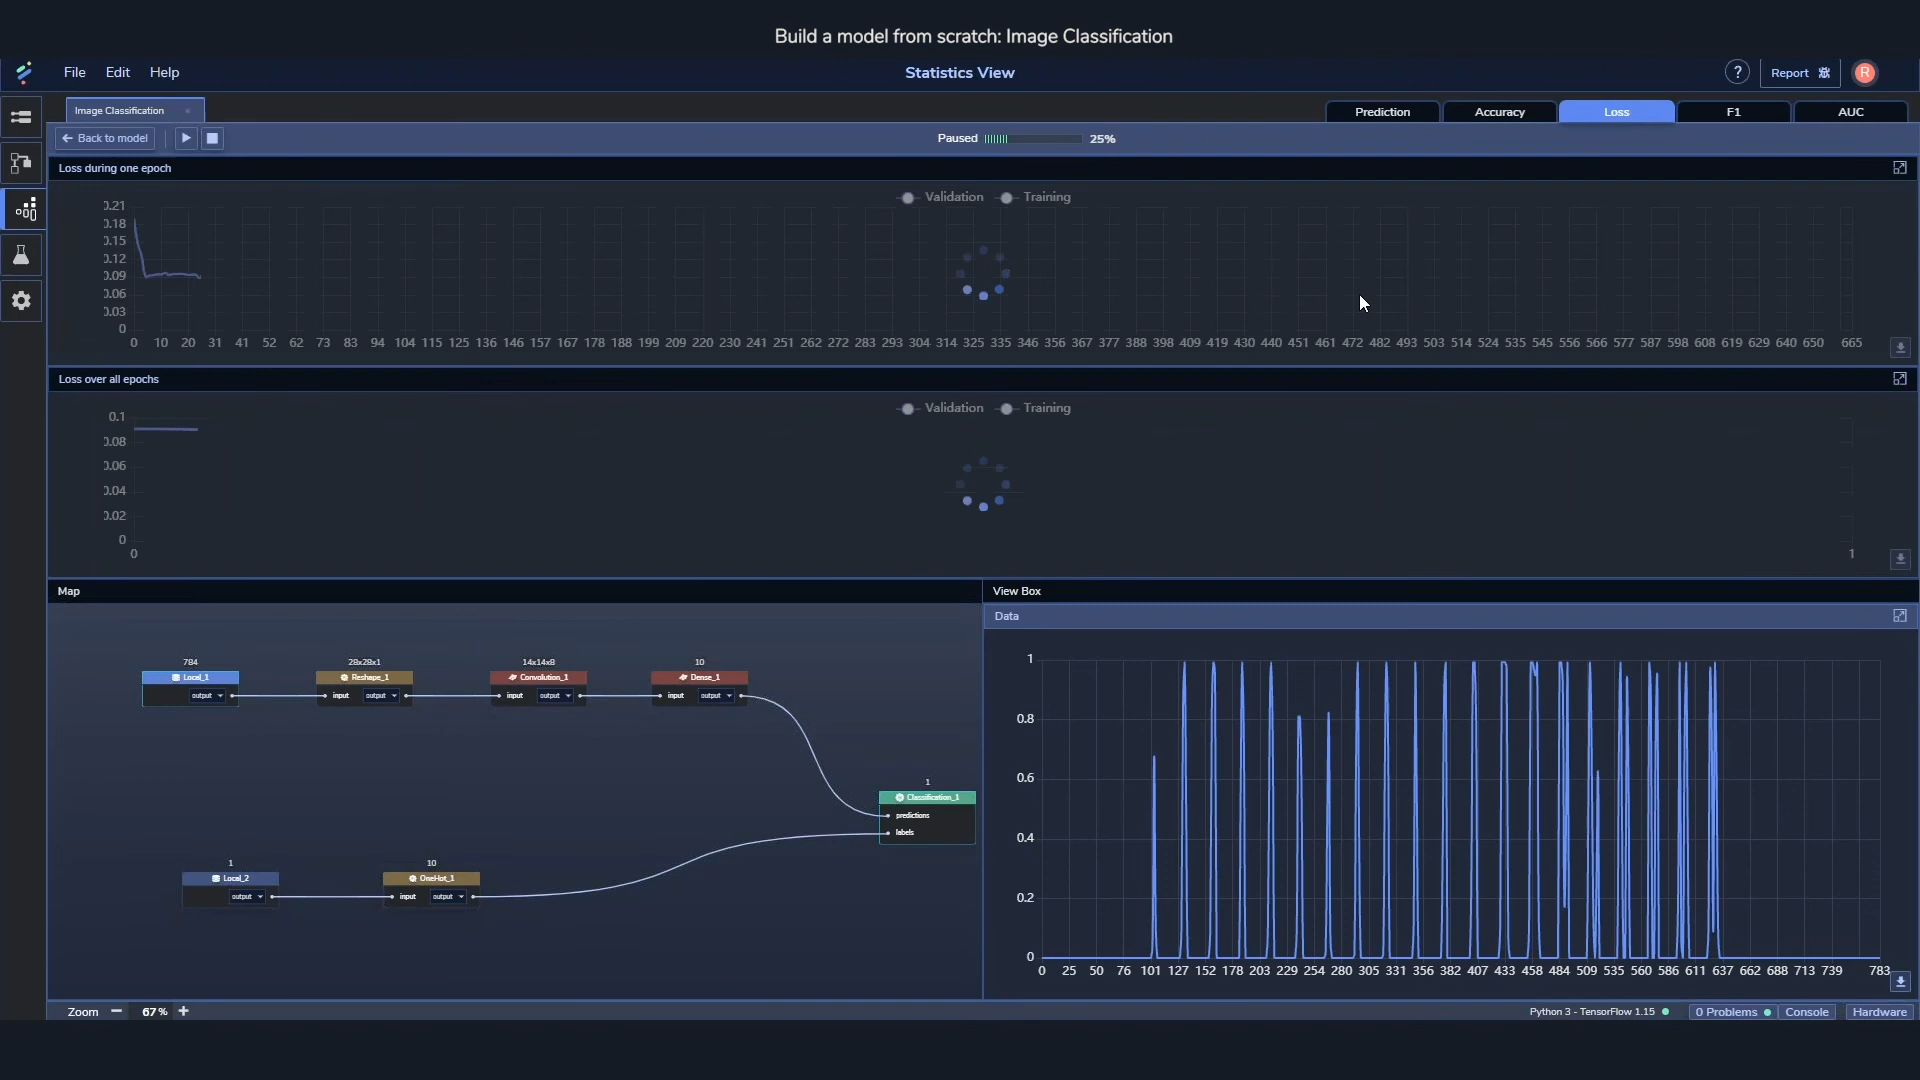 Build a model from scratch: Image Classification
File Edit Help
Statistics View
? Report R
Image Classification
Prediction Accuracy Loss F1 AUC
Back to model
Paused 25%
Loss during one epoch
Validation Training
0.21
0.18
0.15
0.12
0.09
0.06
0.03
0
0 10 20 31 41 52 62 73 83 94 104 115 125 136 146 157 167 178 188 199 209 220 230 241 251 262 272 283 293 304 314 325 335 346 356 367 377 388 398 409 419 430 440 451 461 472 482 493 503 514 524 535 545 556 566 577 587 598 608 619 629 640 650 665
Loss over all epochs
Validation Training
0.1
0.08
0.06
0.04
0.02
0
0 1
Map
784 28x28x1 14x14x8 10
Local_1 Reshape_1 Convolution_1 Dense_1
output input output input output input output
1
Classification_1
predictions
labels
1 10
Local_2 OneHot_1
output input output
View Box
Data
1
0.8
0.6
0.4
0.2
0
0 25 50 76 101 127 152 178 203 229 254 280 305 331 356 382 407 433 458 484 509 535 560 586 611 637 662 688 713 739 783
Zoom 67 %
Python 3 - TensorFlow 1.15 0 Problems Console Hardware